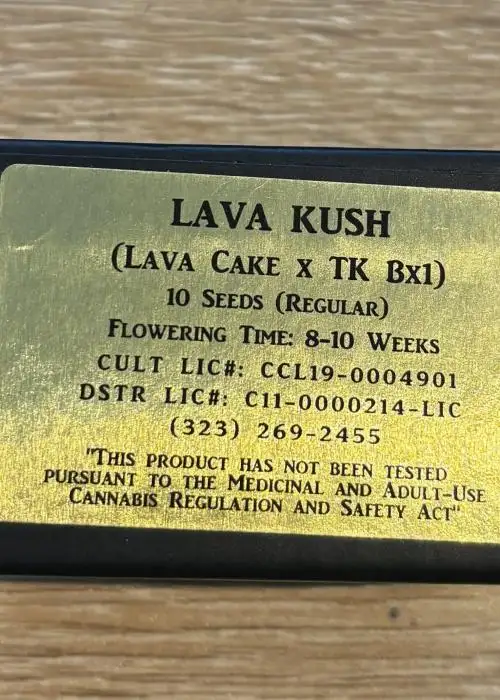 LAVA KUSH
(LAVA CAKE X TK BX1)
10 SEEDS (REGULAR)
FLOWERING TIME: 8-10 WEEKS
CULT LIC#: CCL19-0004901
DSTR LIC#: C11-0000214-LIC
(323) 269-2455
"THIS PRODUCT HAS NOT BEEN TESTED
PURSUANT TO THE MEDICINAL AND ADULT-USE
CANNABIS REGULATION AND SAFETY ACT"